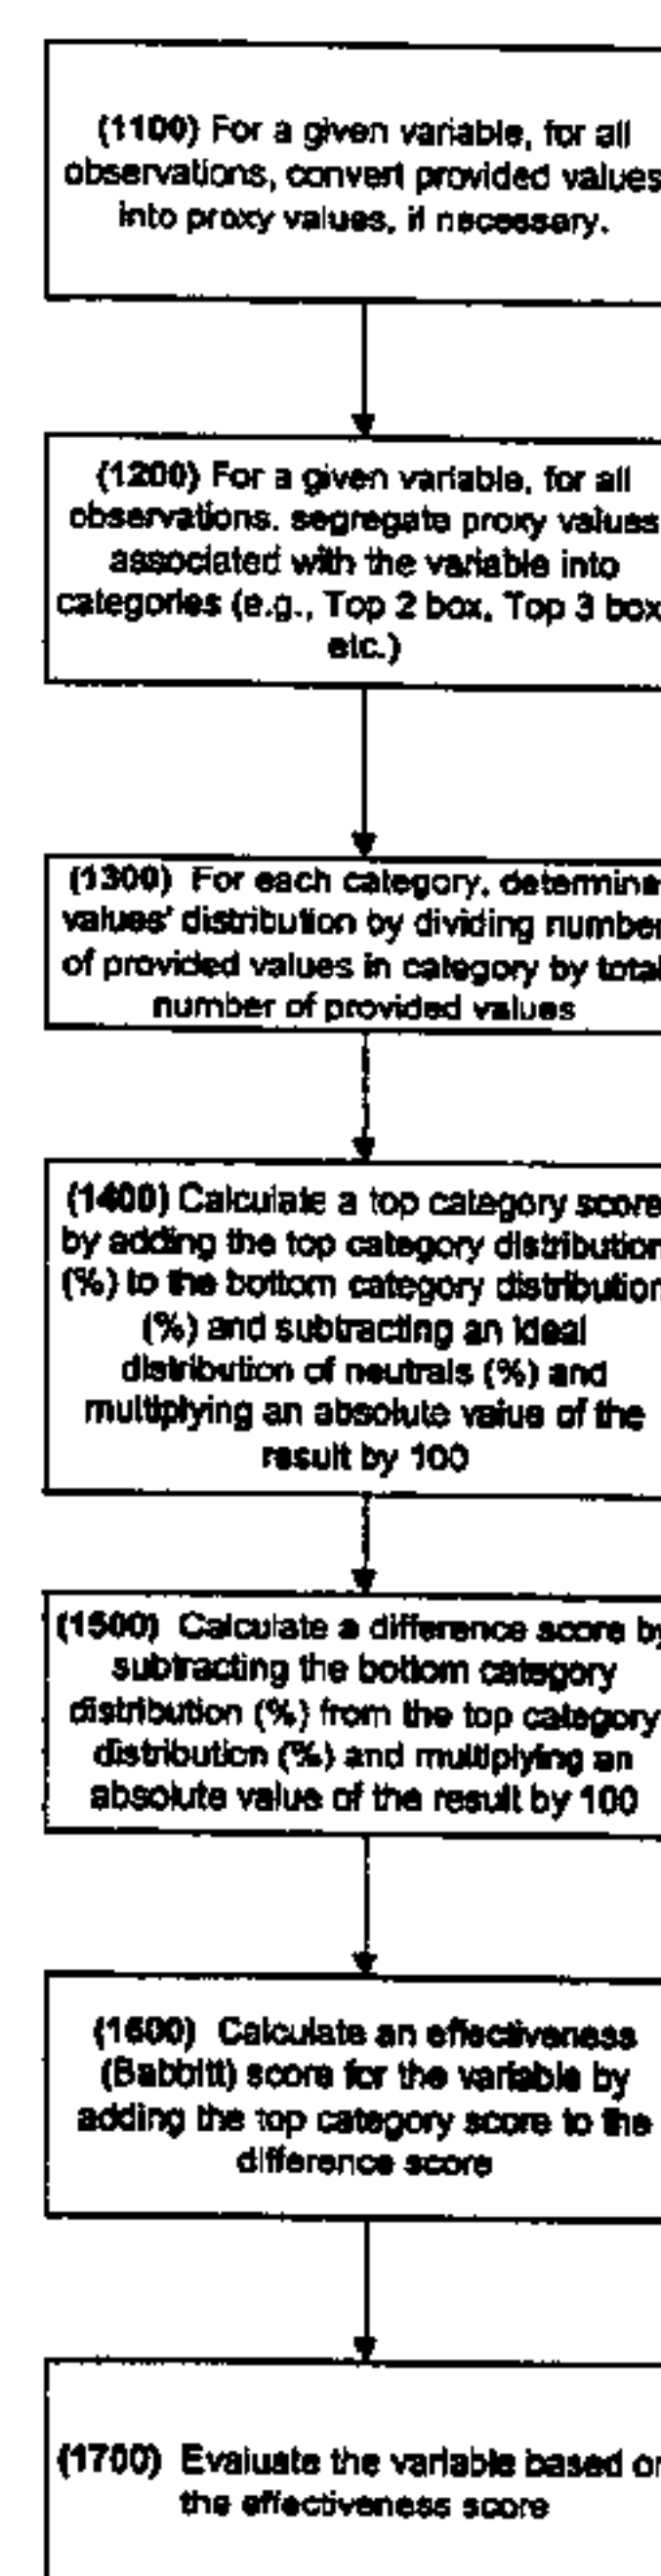 (1100) For a given variable, for all
observations, convert provided values
into proxy values, if necessary.
(1200) For a given variable, for all
observations, segregate proxy values
associated with the variable into
categories (e.g., Top 2 box, Top 3 box,
etc.)
(1300) For each category, determine
values' distribution by dividing number
of provided values in category by total
number of provided values
(1400) Calculate a top category score
by adding the top category distribution
(%) to the bottom category distribution
(%) and subtracting an ideal
distribution of neutrals (%) and
multiplying an absolute value of the
result by 100
(1500) Calculate a difference score by
subtracting the bottom category
distribution (%) from the top category
distribution (%) and multiplying an
absolute value of the result by 100
(1600) Calculate an effectiveness
(Babbitt) score for the variable by
adding the top category score to the
difference score
(1700) Evaluate the variable based on
the effectiveness score